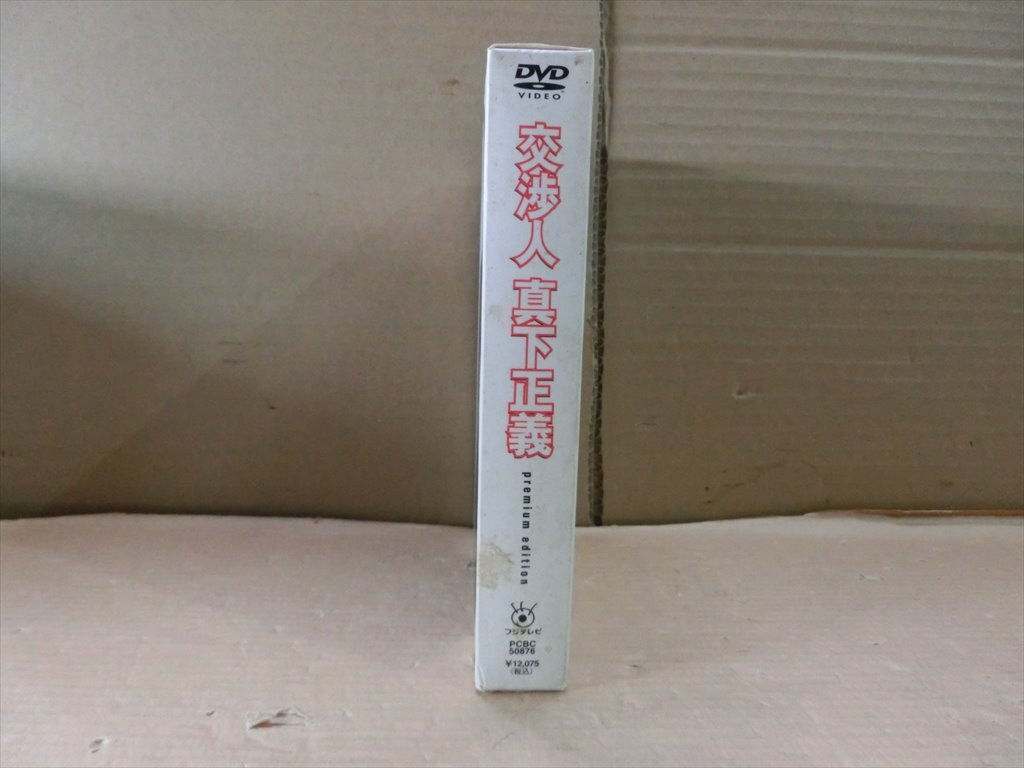 DVD
VIDEO
交渉人 真下正義
premium edition
フジテレビ
PCBC
50876
¥12,075
(税込)